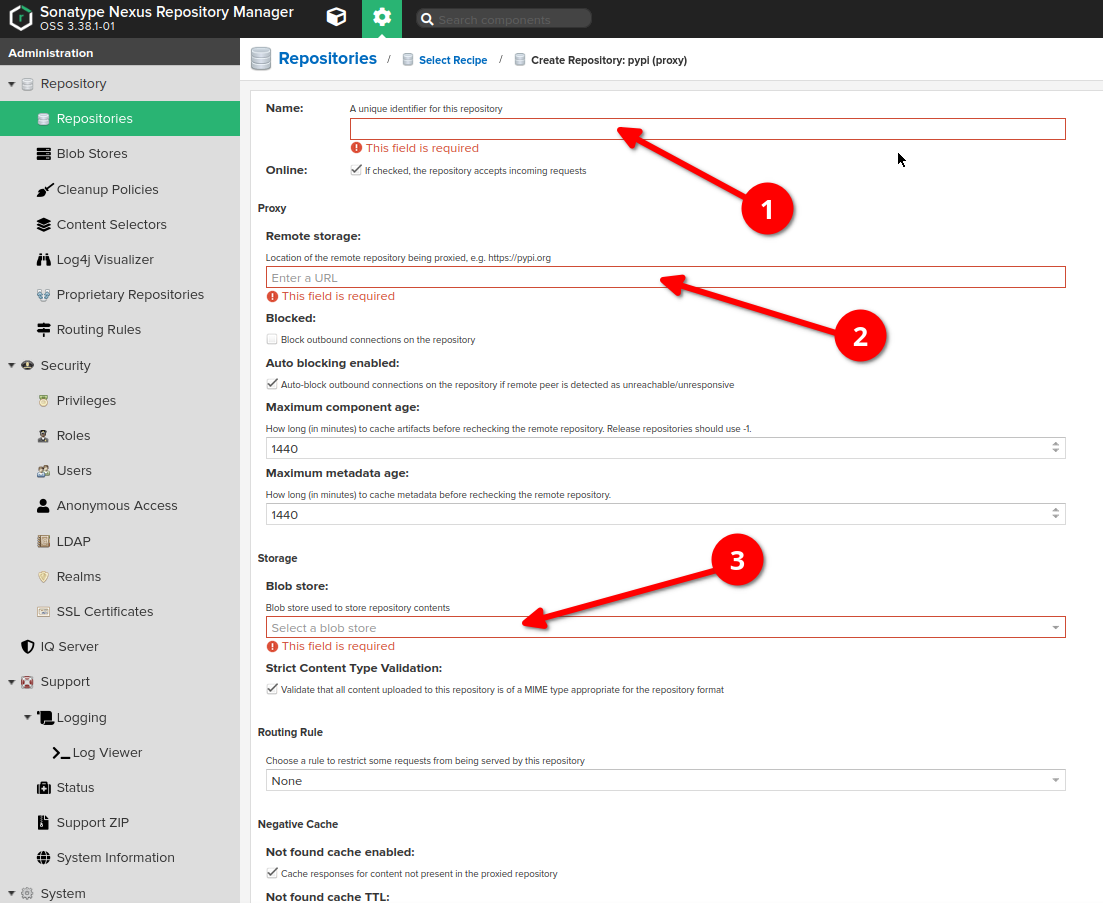 Sonatype Nexus Repository Manager
OSS 3.38.1-01
Search components
Administration
Repository
Repositories
Blob Stores
Cleanup Policies
Content Selectors
Log4j Visualizer
Proprietary Repositories
Routing Rules
Security
Privileges
Roles
Users
Anonymous Access
LDAP
Realms
SSL Certificates
IQ Server
Support
Logging
Log Viewer
Status
Support ZIP
System Information
System
Repositories / Select Recipe / Create Repository: pypi (proxy)
Name: A unique identifier for this repository
This field is required
1
Online: If checked, the repository accepts incoming requests
Proxy
Remote storage:
Location of the remote repository being proxied, e.g. https://pypi.org
Enter a URL
This field is required
2
Blocked:
Block outbound connections on the repository
Auto blocking enabled:
Auto-block outbound connections on the repository if remote peer is detected as unreachable/unresponsive
Maximum component age:
How long (in minutes) to cache artifacts before rechecking the remote repository. Release repositories should use -1.
1440
Maximum metadata age:
How long (in minutes) to cache metadata before rechecking the remote repository.
1440
Storage
3
Blob store:
Blob store used to store repository contents
Select a blob store
This field is required
Strict Content Type Validation:
Validate that all content uploaded to this repository is of a MIME type appropriate for the repository format
Routing Rule
Choose a rule to restrict some requests from being served by this repository
None
Negative Cache
Not found cache enabled:
Cache responses for content not present in the proxied repository
Not found cache TTL: